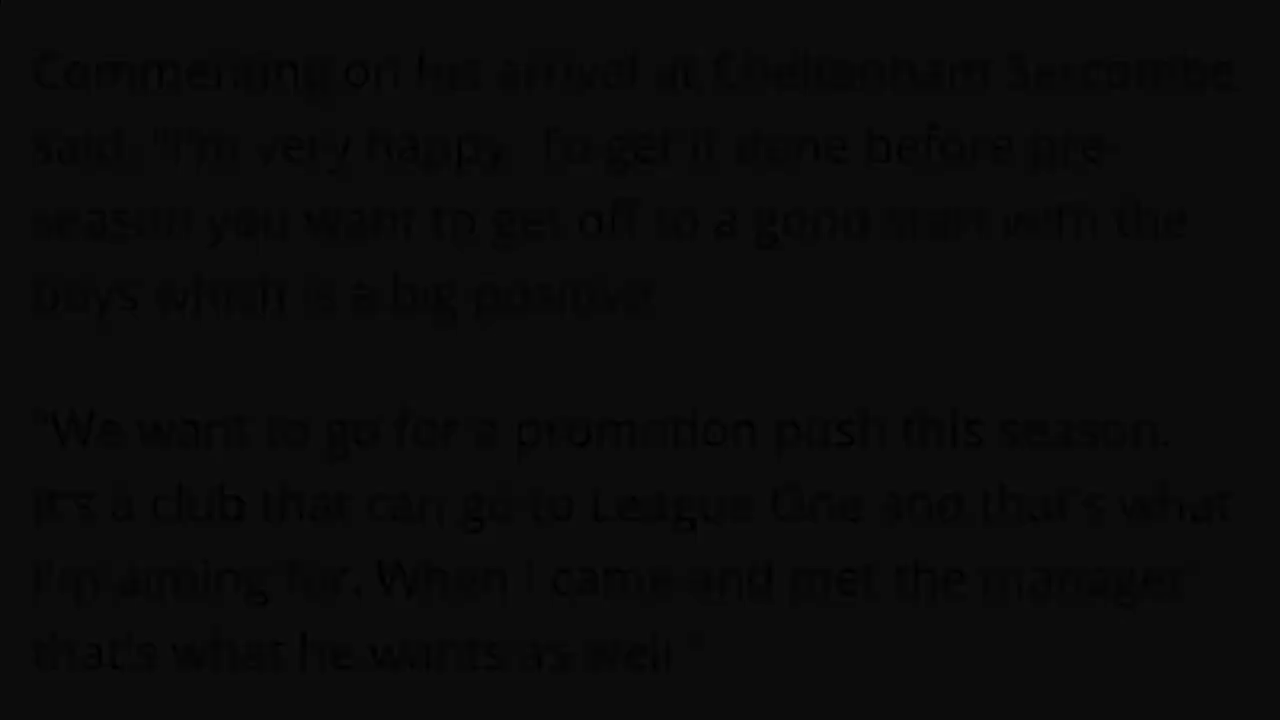 Commenting on his arrival at Cheltenham Sercombe
said: "I'm very happy. To get it done before pre-
season you want to get off to a good start with the
boys which is a big positive.
"We want to go for a promotion push this season.
It's a club that can go to League One and that's what
I'm aiming for. When I came and met the manager
that's what he wants as well."